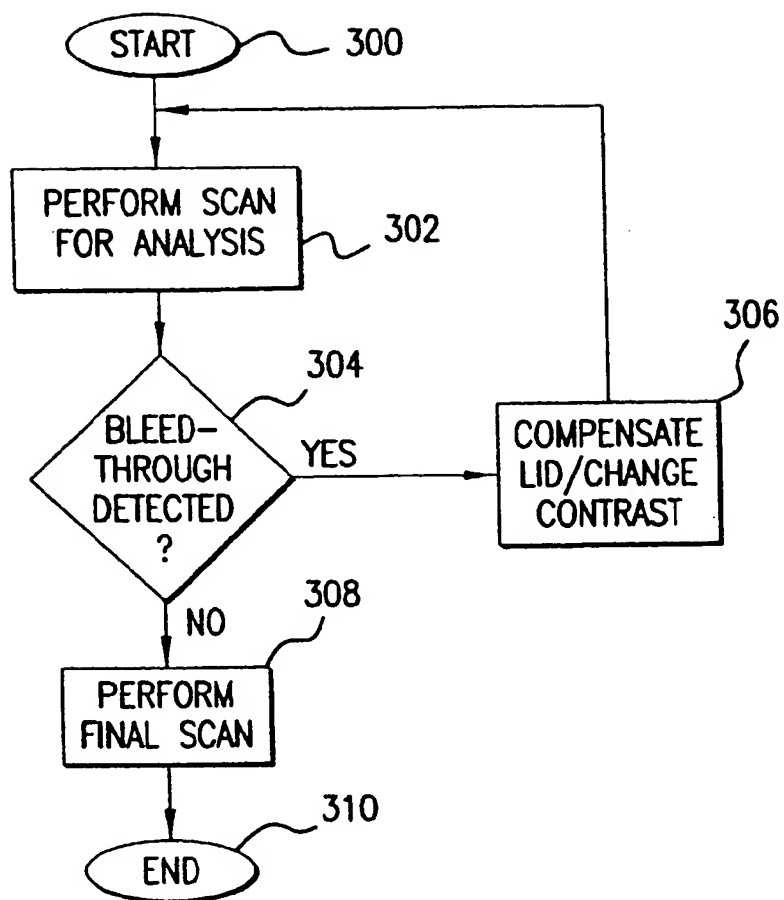 START
300
PERFORM SCAN
FOR ANALYSIS
302
304
BLEED-
THROUGH
DETECTED
?
YES
306
COMPENSATE
LID/CHANGE
CONTRAST
NO
308
PERFORM
FINAL SCAN
310
END